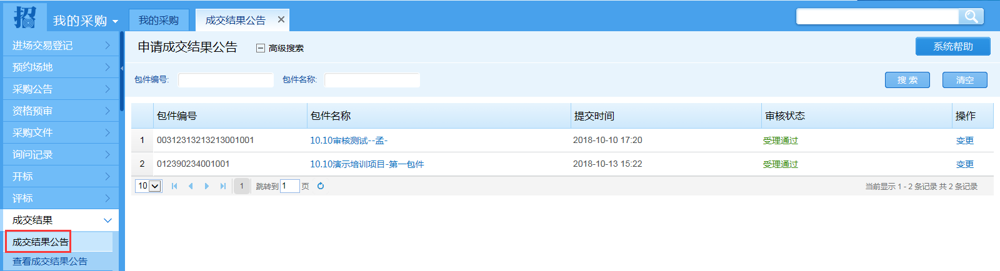 招 我的采购 我的采购 成交结果公告
进场交易登记
预约场地
采购公告
资格预审
采购文件
询问记录
开标
评标
成交结果
成交结果公告
查看成交结果公告
申请成交结果公告 高级搜索 系统帮助
包件编号: 包件名称: 搜 索 清空
包件编号 包件名称 提交时间 审核状态 操作
1 00312313213213001001 10.10审核测试--孟- 2018-10-10 17:20 受理通过 变更
2 012390234001001 10.10演示培训项目-第一包件 2018-10-13 15:22 受理通过 变更
10 1 跳转到 1 页 当前显示 1 - 2 条记录 共 2 条记录